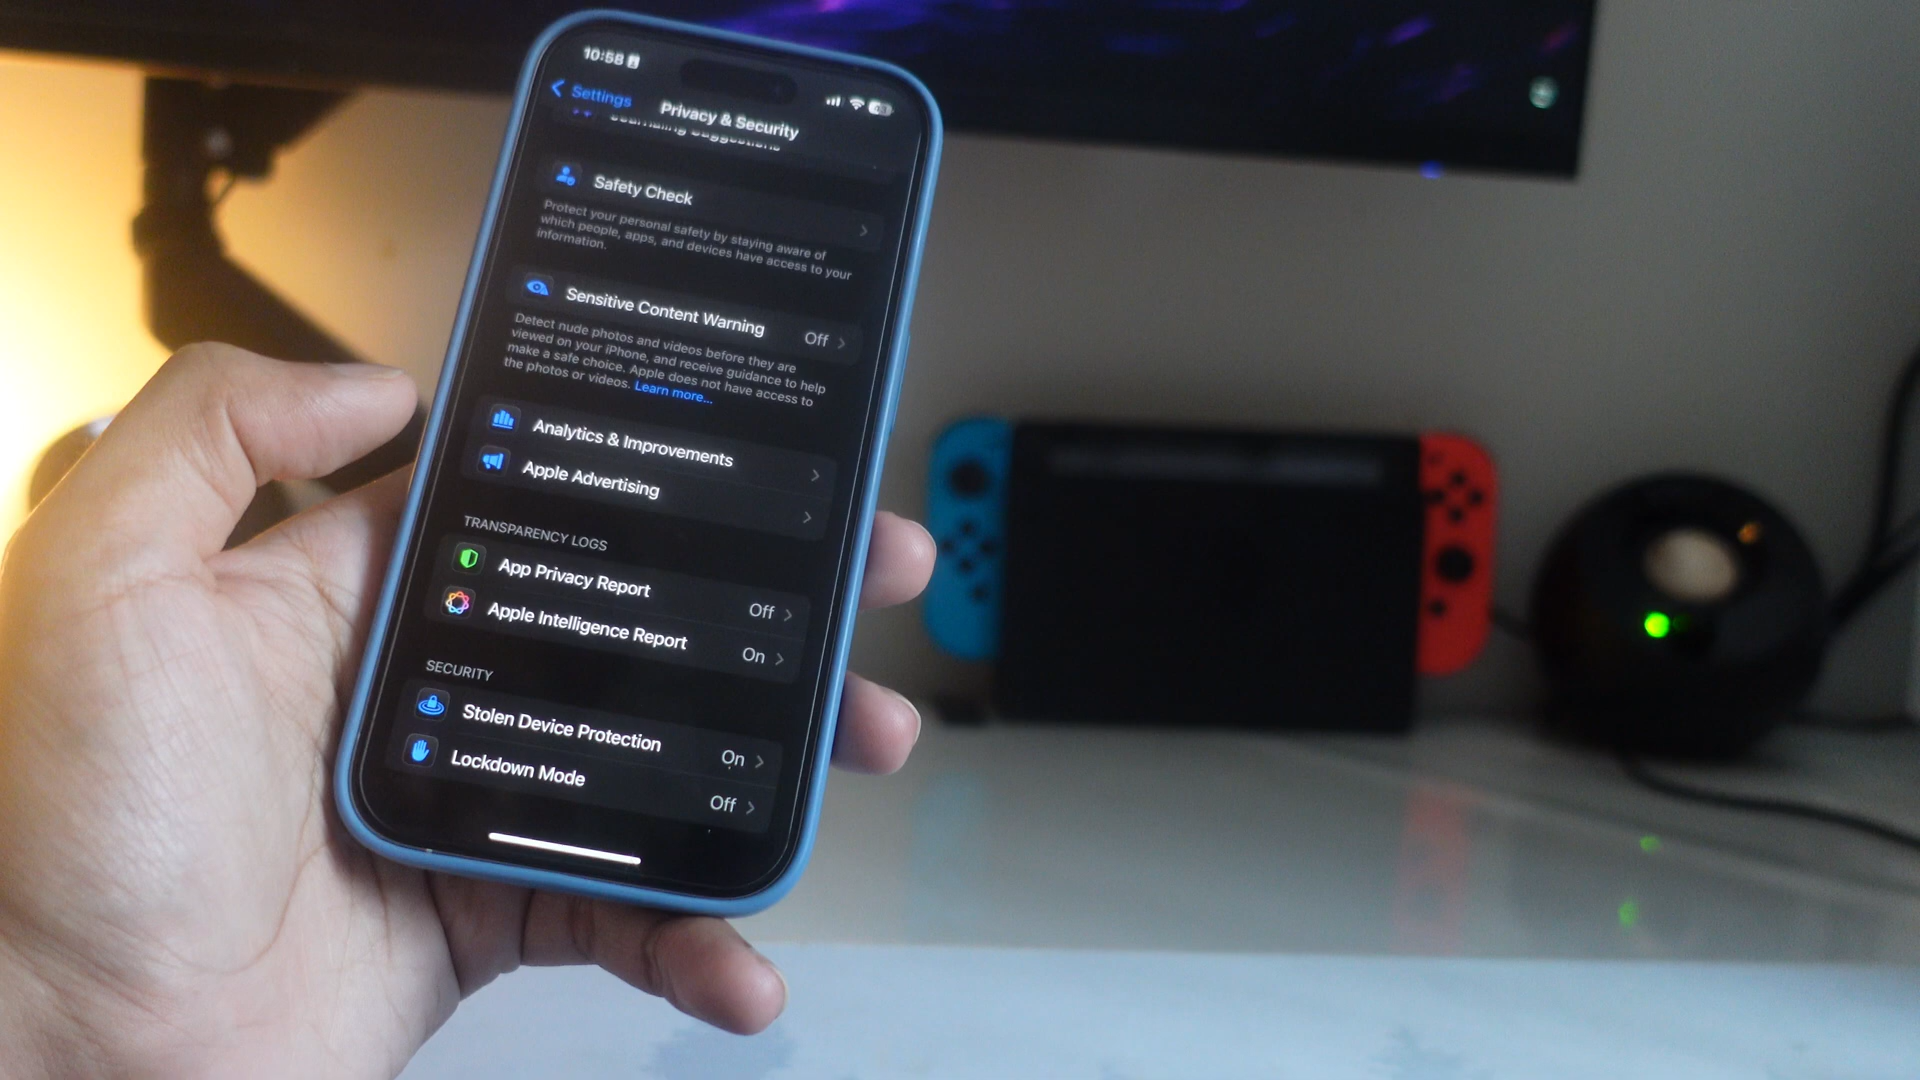 10:58
Settings
Privacy & Security
Journaling Suggestions
Safety Check
Protect your personal safety by staying aware of
which people, apps, and devices have access to your
information.
Sensitive Content Warning
Off
Detect nude photos and videos before they are
viewed on your iPhone, and receive guidance to help
make a safe choice. Apple does not have access to
the photos or videos. Learn more...
Analytics & Improvements
Apple Advertising
TRANSPARENCY LOGS
App Privacy Report
Off
Apple Intelligence Report
On
SECURITY
Stolen Device Protection
On
Lockdown Mode
Off